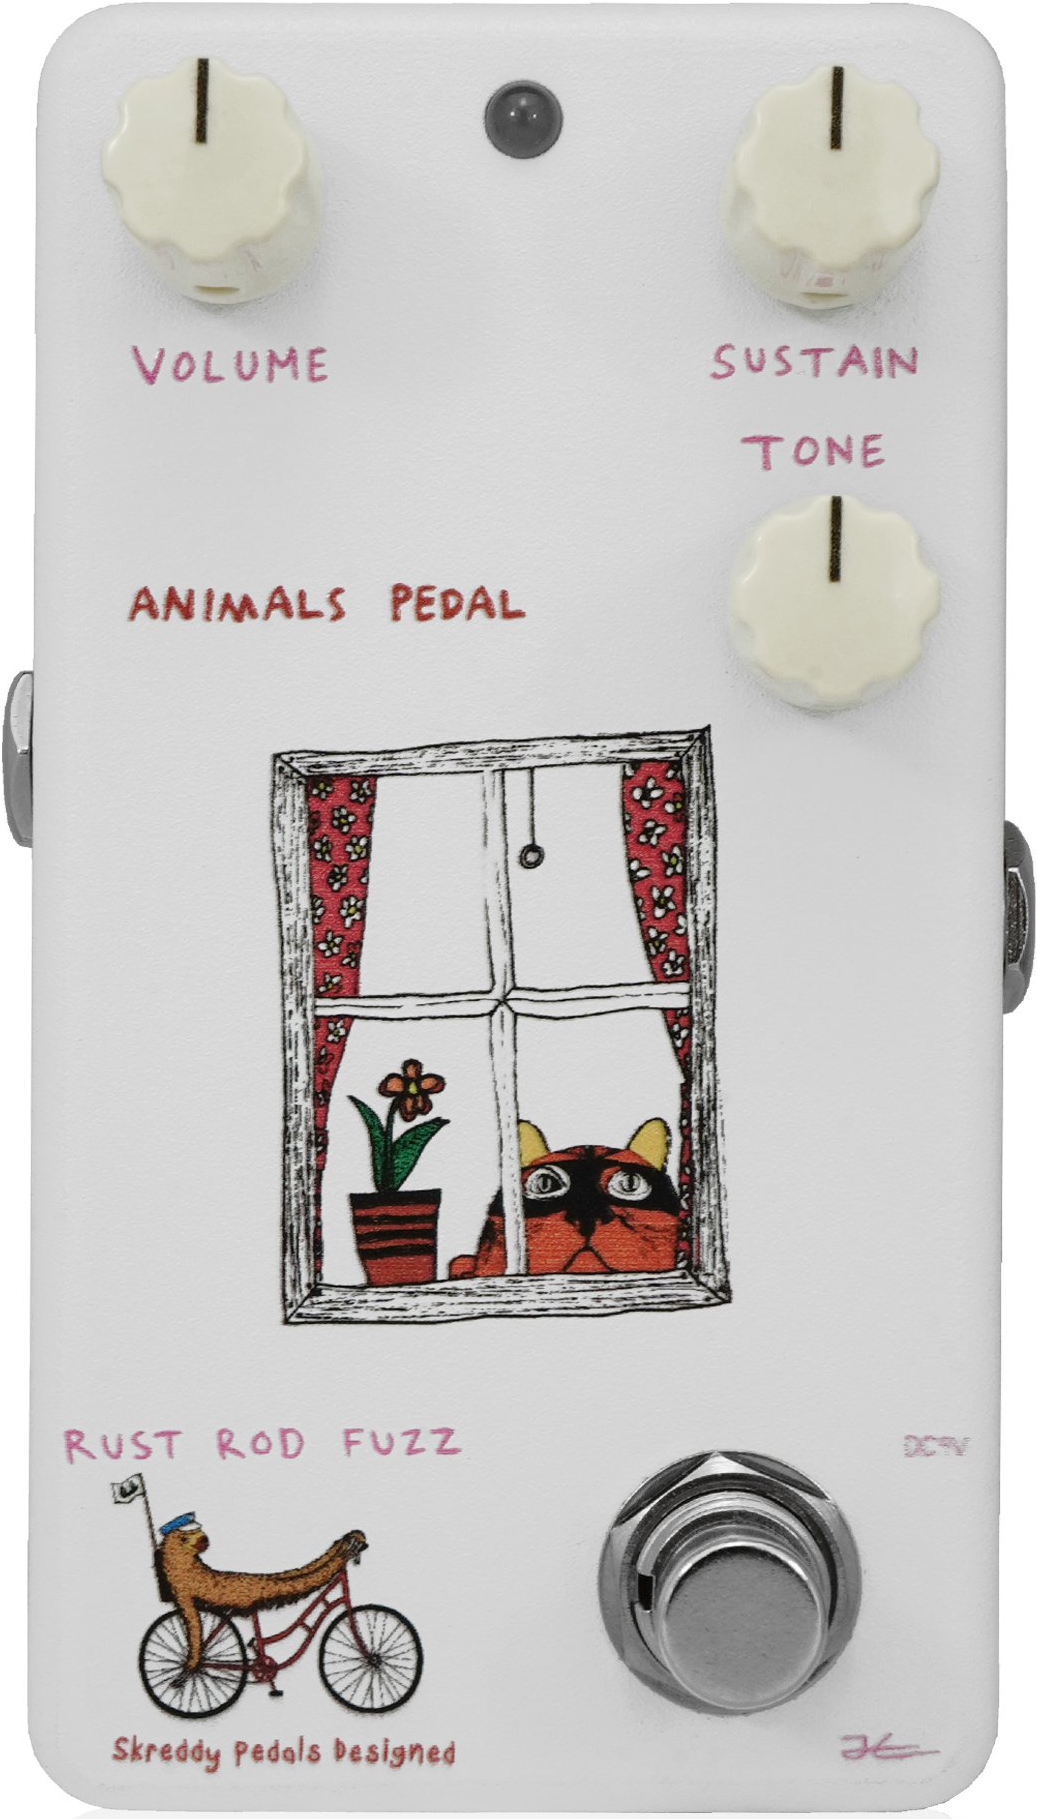 VOLUME
SUSTAIN
TONE
ANIMALS PEDAL
RUST ROD FUZZ
DC9V
Skreddy Pedals Designed